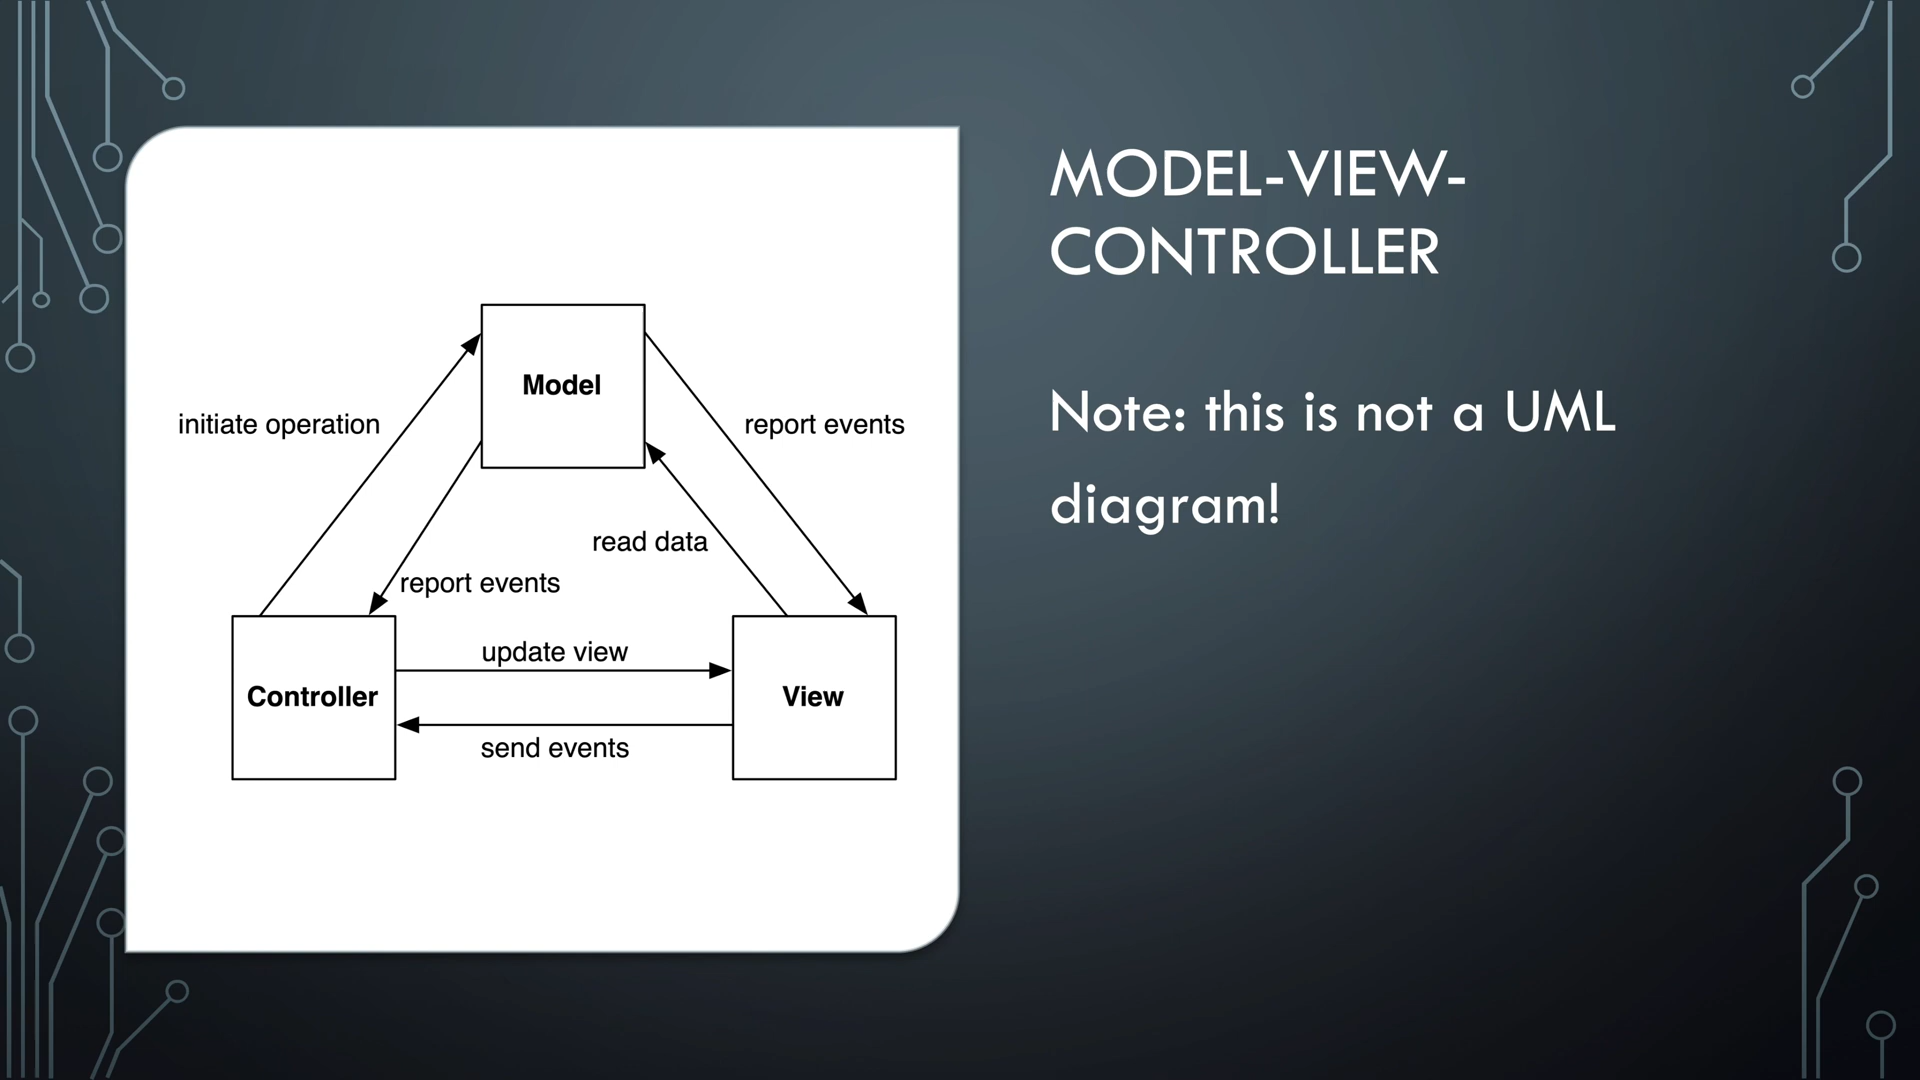 MODEL-VIEW-
CONTROLLER
Note: this is not a UML
diagram!
Model
initiate operation
report events
read data
report events
update view
Controller
View
send events